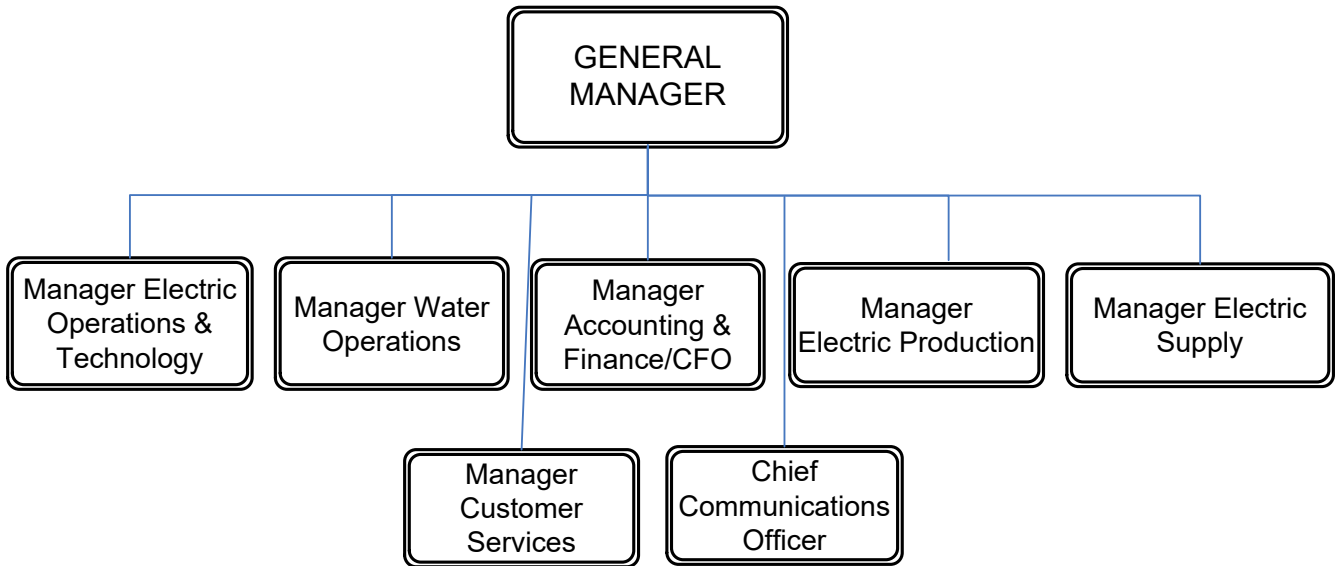 GENERAL
MANAGER
Manager Electric
Operations &
Technology
Manager Water
Operations
Manager
Accounting &
Finance/CFO
Manager
Electric Production
Manager Electric
Supply
Manager
Customer
Services
Chief
Communications
Officer